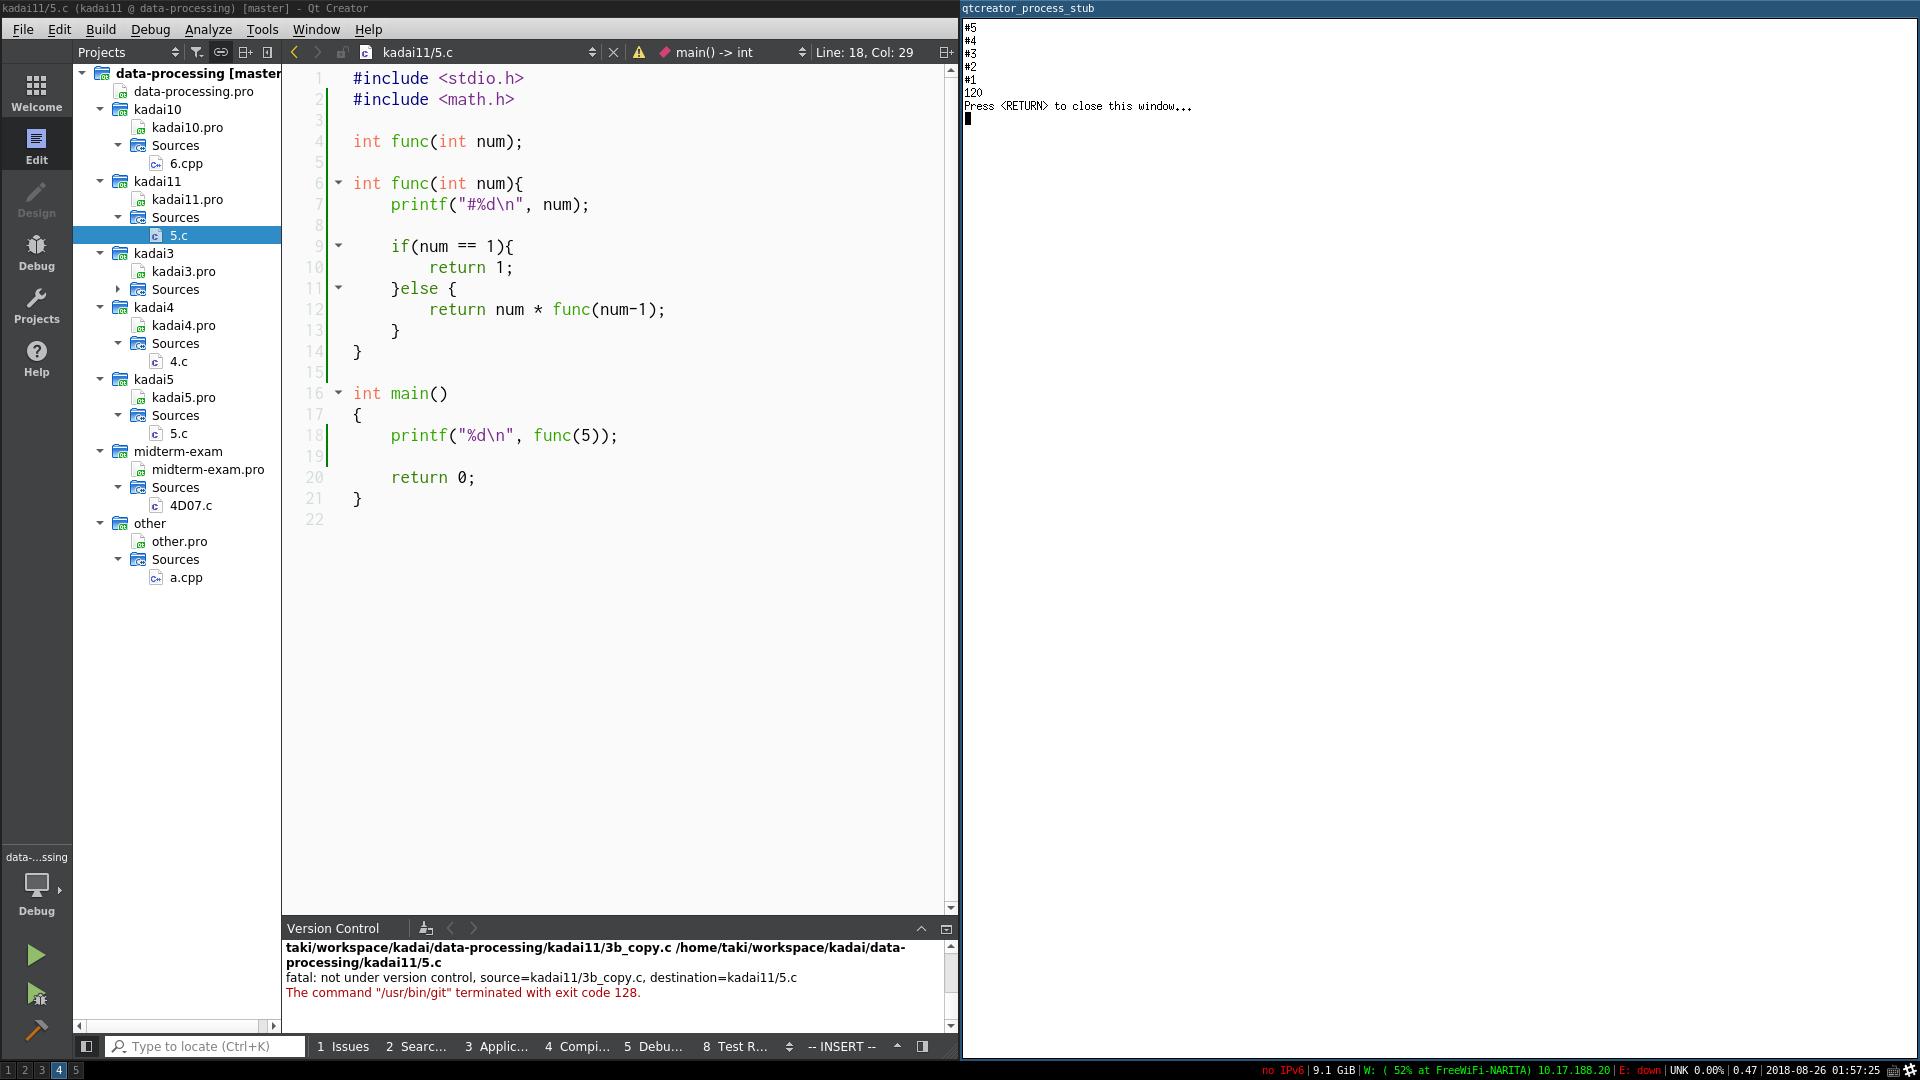 kadai11/5.c (kadai11 @ data-processing) [master] - Qt Creator
File Edit Build Debug Analyze Tools Window Help
Projects
kadai11/5.c
main() -> int
Line: 18, Col: 29
Welcome
Edit
Design
Debug
Projects
Help
data-...ssing
Debug
data-processing [master
data-processing.pro
kadai10
kadai10.pro
Sources
6.cpp
kadai11
kadai11.pro
Sources
5.c
kadai3
kadai3.pro
Sources
kadai4
kadai4.pro
Sources
4.c
kadai5
kadai5.pro
Sources
5.c
midterm-exam
midterm-exam.pro
Sources
4D07.c
other
other.pro
Sources
a.cpp
1 #include <stdio.h>
2 #include <math.h>
3
4 int func(int num);
5
6 int func(int num){
7 printf("#%d\n", num);
8
9 if(num == 1){
10 return 1;
11 }else {
12 return num * func(num-1);
13 }
14 }
15
16 int main()
17 {
18 printf("%d\n", func(5));
19
20 return 0;
21 }
22
Version Control
taki/workspace/kadai/data-processing/kadai11/3b_copy.c /home/taki/workspace/kadai/data-
processing/kadai11/5.c
fatal: not under version control, source=kadai11/3b_copy.c, destination=kadai11/5.c
The command "/usr/bin/git" terminated with exit code 128.
Type to locate (Ctrl+K)
1 Issues 2 Searc... 3 Applic... 4 Compi... 5 Debu... 8 Test R... -- INSERT --
qtcreator_process_stub
#5
#4
#3
#2
#1
120
Press <RETURN> to close this window...
1 2 3 4 5
no IPv6|9.1 GiB|W: ( 52% at FreeWiFi-NARITA) 10.17.188.20|E: down|UNK 0.00%|0.47|2018-08-26 01:57:25